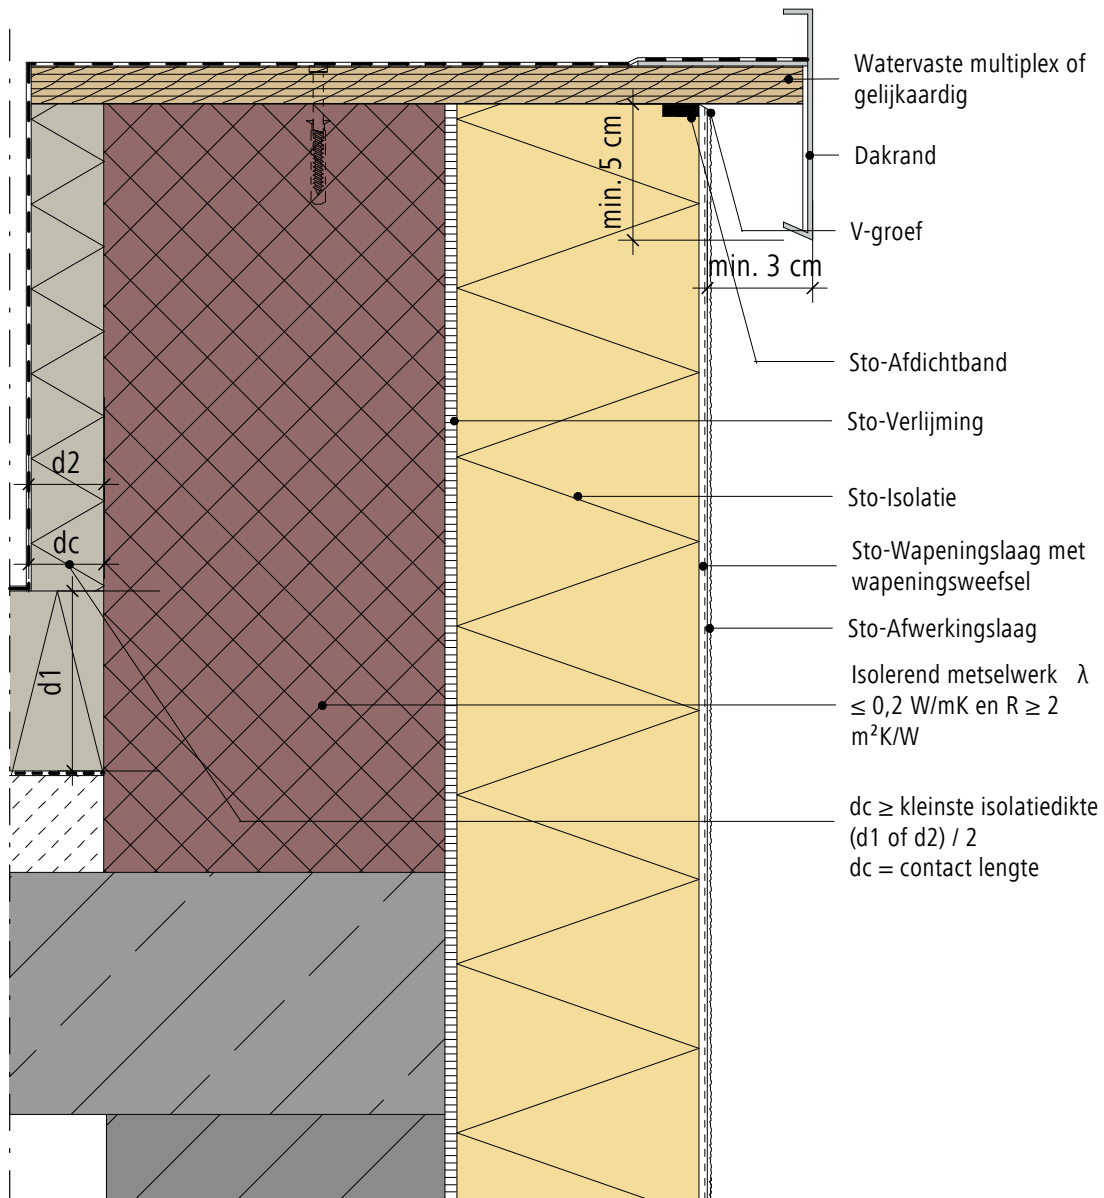 Watervaste multiplex of
gelijkaardig
Dakrand
min. 5 cm
V-groef
min. 3 cm
Sto-Afdichtband
Sto-Verlijming
d2
Sto-Isolatie
dc
Sto-Wapeningslaag met
wapeningsweefsel
Sto-Afwerkingslaag
d1
Isolerend metselwerk λ
≤ 0,2 W/mK en R ≥ 2
m²K/W
dc ≥ kleinste isolatiedikte
(d1 of d2) / 2
dc = contact lengte